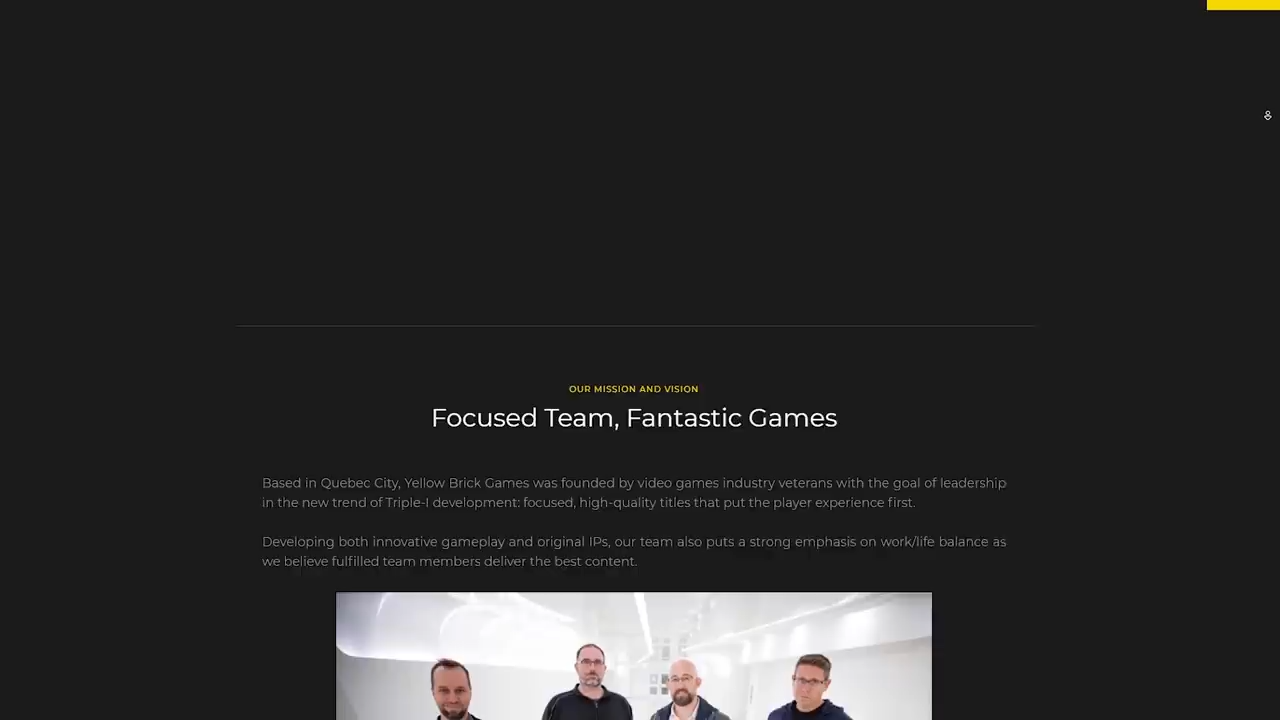 OUR MISSION AND VISION
Focused Team, Fantastic Games
Based in Quebec City, Yellow Brick Games was founded by video games industry veterans with the goal of leadership
in the new trend of Triple-I development: focused, high-quality titles that put the player experience first.
Developing both innovative gameplay and original IPs, our team also puts a strong emphasis on work/life balance as
we believe fulfilled team members deliver the best content.